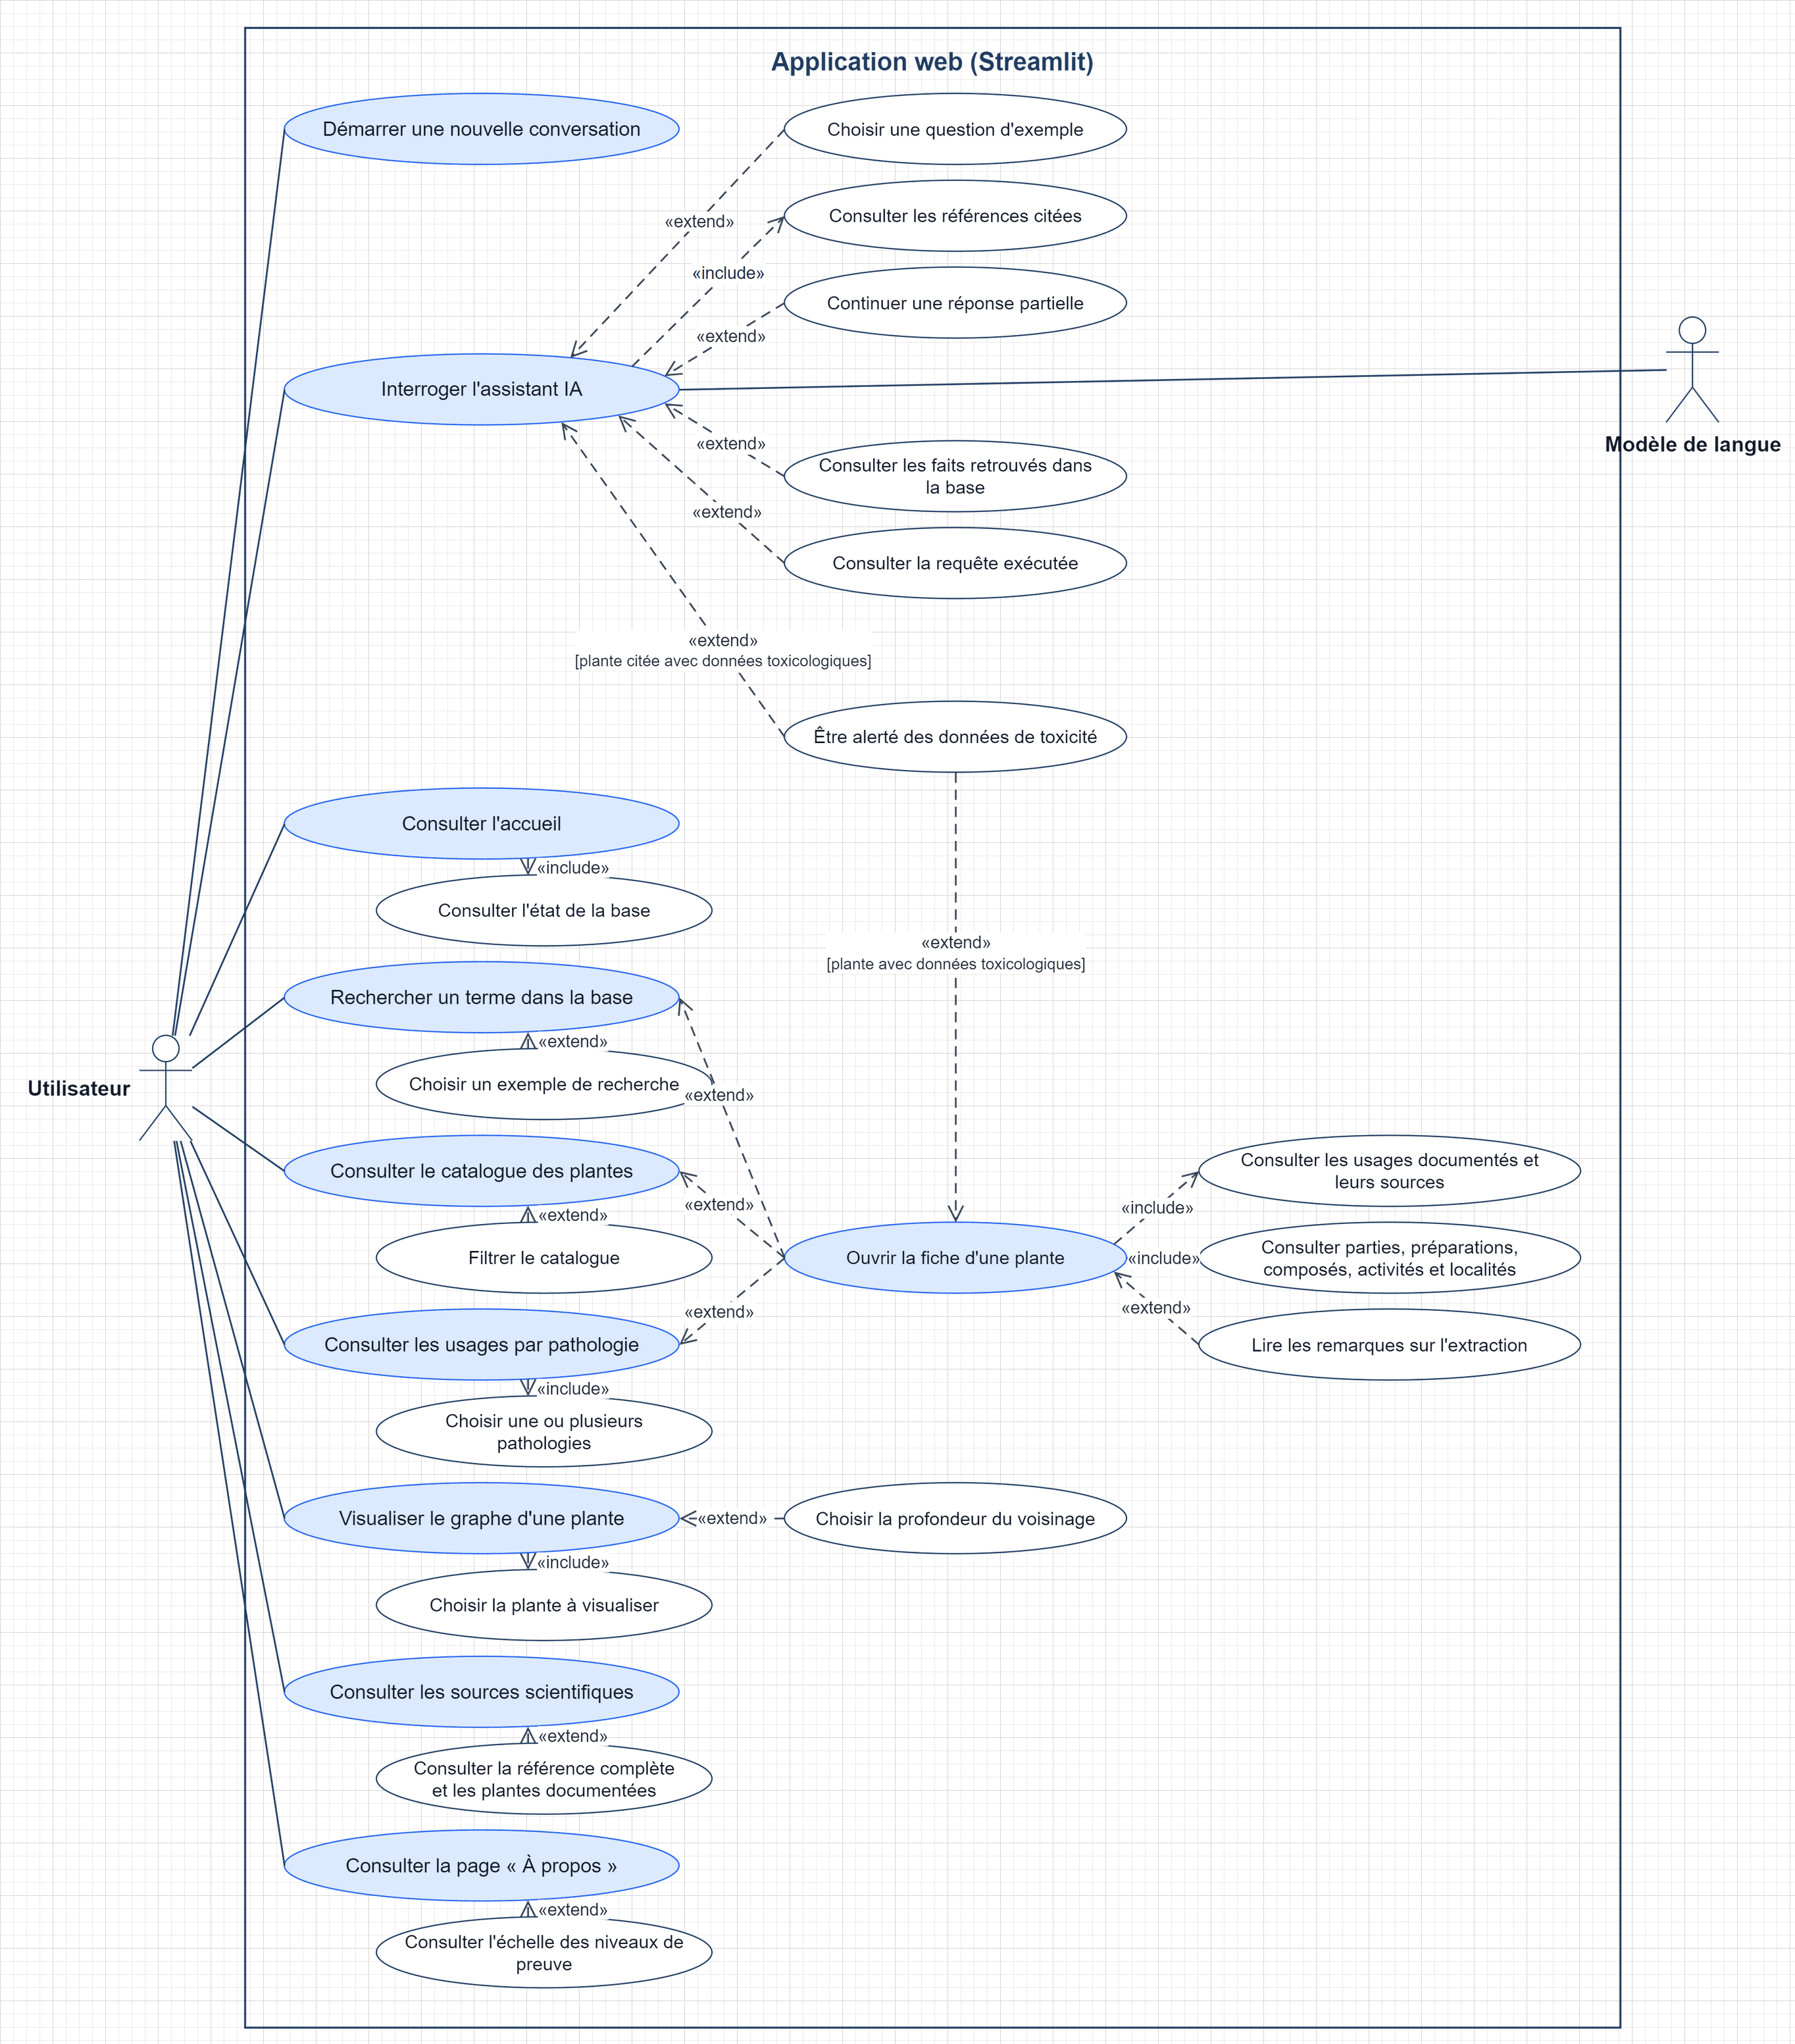 Application web (Streamlit)
Démarrer une nouvelle conversation
Choisir une question d'exemple
«extend»
Consulter les références citées
«include»
Continuer une réponse partielle
«extend»
Interroger l'assistant IA
Modèle de langue
«extend»
Consulter les faits retrouvés dans
la base
«extend»
Consulter la requête exécutée
«extend»
[plante citée avec données toxicologiques]
Être alerté des données de toxicité
Consulter l'accueil
«include»
Consulter l'état de la base
«extend»
[plante avec données toxicologiques]
Rechercher un terme dans la base
«extend»
Choisir un exemple de recherche
«extend»
Utilisateur
Consulter le catalogue des plantes
«extend»
«extend»
Filtrer le catalogue
Ouvrir la fiche d'une plante
«include»
Consulter les usages documentés et
leurs sources
«include»
Consulter parties, préparations,
composés, activités et localités
«extend»
Lire les remarques sur l'extraction
«extend»
Consulter les usages par pathologie
«include»
Choisir une ou plusieurs
pathologies
Visualiser le graphe d'une plante
«extend»
Choisir la profondeur du voisinage
«include»
Choisir la plante à visualiser
Consulter les sources scientifiques
«extend»
Consulter la référence complète
et les plantes documentées
Consulter la page « À propos »
«extend»
Consulter l'échelle des niveaux de
preuve